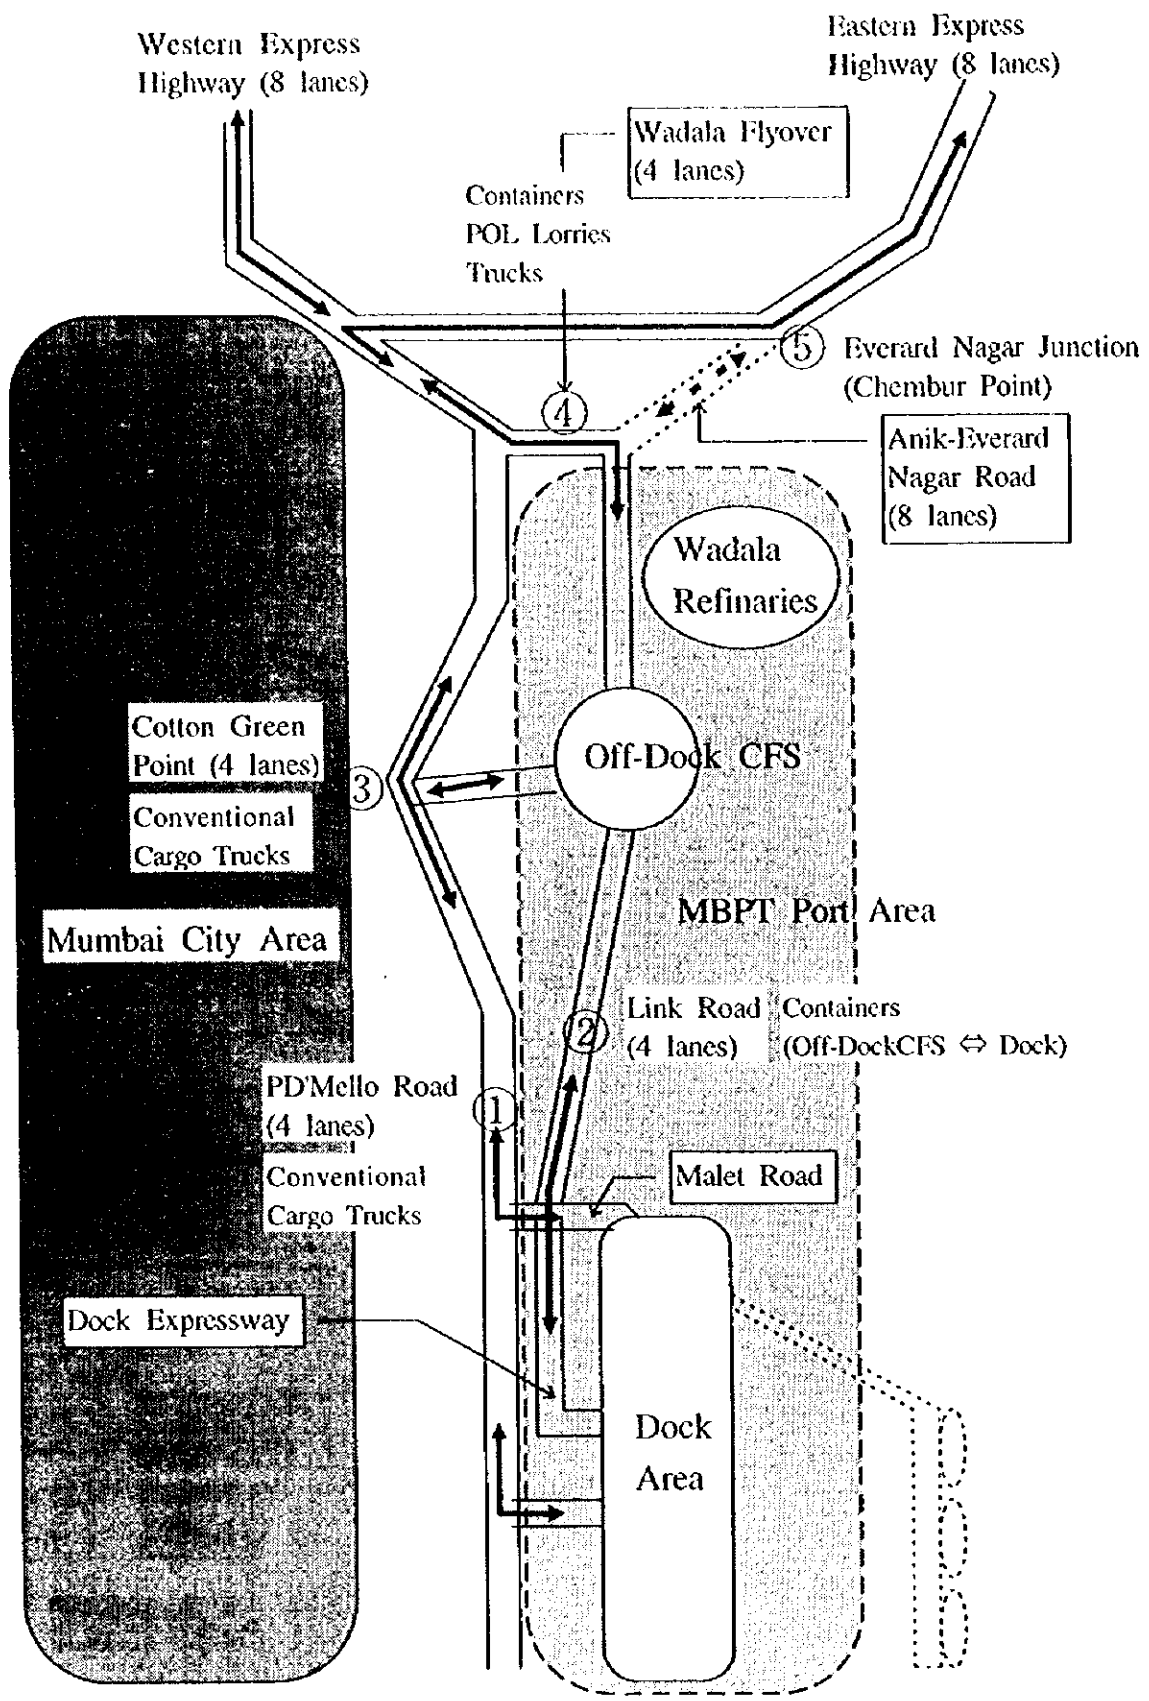 Western Express
Highway (8 lanes)
Eastern Express
Highway (8 lanes)
Wadala Flyover
(4 lanes)
Containers
POL Lorries
Trucks
5
Everard Nagar Junction
(Chembur Point)
4
Anik-Everard
Nagar Road
(8 lanes)
Wadala
Refinaries
Cotton Green
Point (4 lanes)
3
Off-Dock CFS
Conventional
Cargo Trucks
MBPT Port Area
Mumbai City Area
2
Link Road
(4 lanes)
Containers
(Off-DockCFS ⇔ Dock)
PD'Mello Road
(4 lanes)
1
Conventional
Cargo Trucks
Malet Road
Dock Expressway
Dock
Area